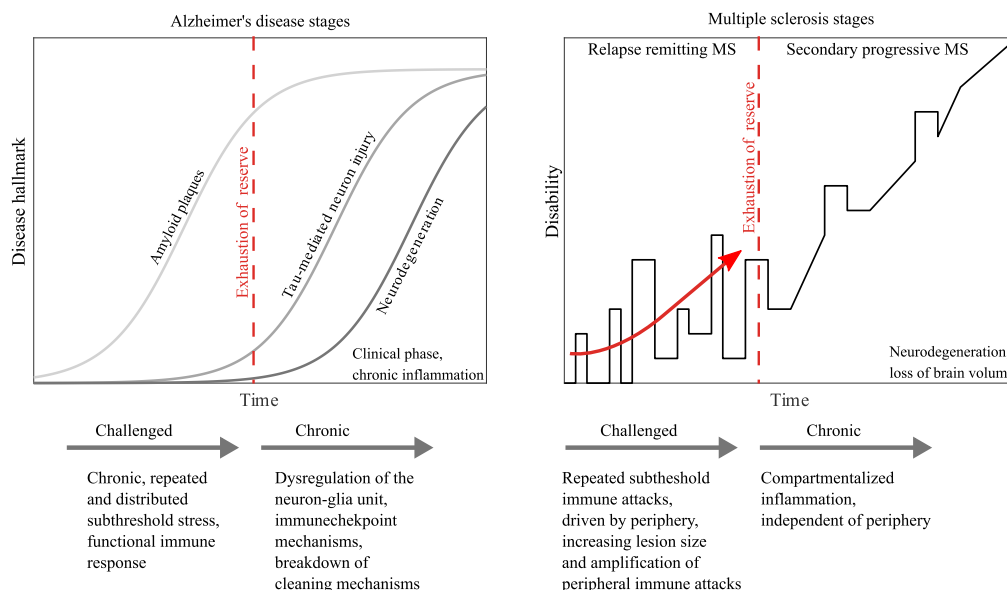 Alzheimer's disease stages
Disease hallmark
Amyloid plaques
Exhaustion of reserve
Tau-mediated neuron injury
Neurodegeneration
Clinical phase,
chronic inflammation
Time
Challenged
Chronic, repeated
and distributed
subthreshold stress,
functional immune
response
Chronic
Dysregulation of the
neuron-glia unit,
immunechekpoint
mechanisms,
breakdown of
cleaning mechanisms
Multiple sclerosis stages
Relapse remitting MS
Secondary progressive MS
Disability
Exhaustion of reserve
Neurodegeneration
loss of brain volum
Time
Challenged
Repeated subtheshold
immune attacks,
driven by periphery,
increasing lesion size
and amplification of
peripheral immune attacks
Chronic
Compartmentalized
inflammation,
independent of periphery